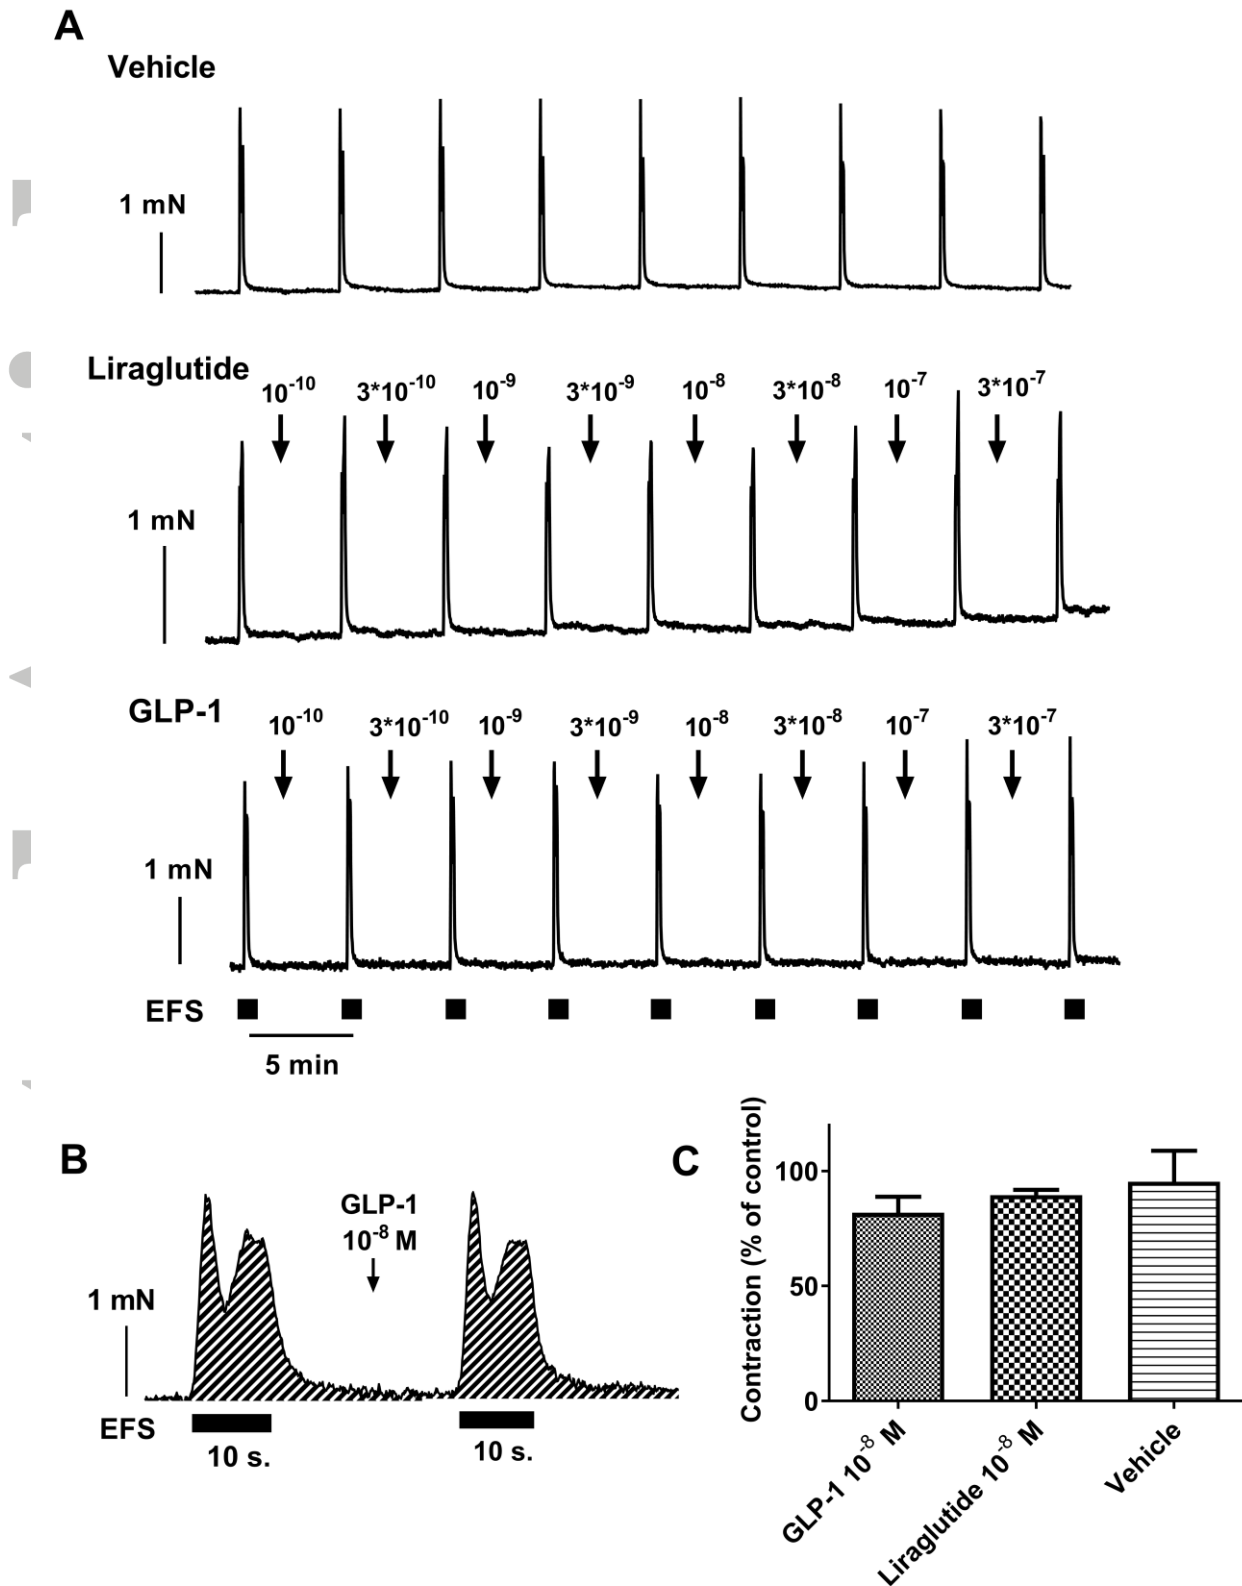 A
Vehicle
1 mN
Liraglutide
10⁻¹⁰ 3*10⁻¹⁰ 10⁻⁹ 3*10⁻⁹ 10⁻⁸ 3*10⁻⁸ 10⁻⁷ 3*10⁻⁷
1 mN
GLP-1
10⁻¹⁰ 3*10⁻¹⁰ 10⁻⁹ 3*10⁻⁹ 10⁻⁸ 3*10⁻⁸ 10⁻⁷ 3*10⁻⁷
1 mN
EFS
5 min
B
GLP-1
10⁻⁸ M
1 mN
EFS
10 s. 10 s.
C
Contraction (% of control)
100
50
0
GLP-1 10⁻⁸ M
Liraglutide 10⁻⁸ M
Vehicle